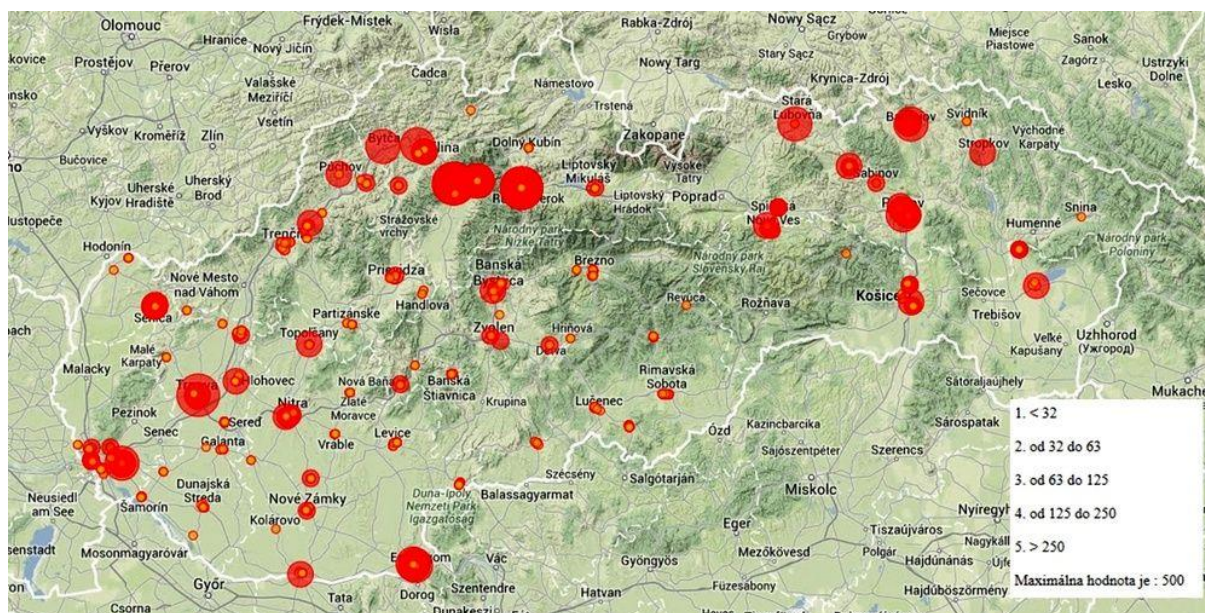 Olomouc
Frýdek-Místek
Wisła
Rabka-Zdrój
Nowy Sącz
Grybów
Hranice
Nový Jičín
Stary Sącz
Miejsce
Piastowe
Sanok
Zagórz
Prostějov
Přerov
Čadca
Nowy Targ
Krynica-Zdrój
Lesko
Ustrzyki
Dolne
Valašské
Meziříčí
Námestovo
Trstená
Stará
Ľubovňa
Svidník
Vyškov
Kroměříž
Zlín
Vsetín
Bytča
Dolný Kubín
Zakopane
Stropkov
Východné
Karpaty
Bučovice
Púchov
Liptovský
Mikuláš
Vysoké
Tatry
Sabinov
Uherské
Hradiště
Uherský
Brod
Kyjov
Liptovský
Hrádok
Poprad
Snina
Strážovské
vrchy
Humenné
Hodonín
Národný park
Nízke Tatry
Národný park
Poloniny
Nové Mesto
nad Váhom
Prievidza
Banská
Bystrica
Brezno
Národný park
Slovenský Raj
Handlová
Revúca
Rožňava
Košice
Sečovce
Trebišov
Senica
Partizánske
Topoľčany
Zvolen
Hriňová
Detva
Uzhhorod
(Ужгород)
Malé
Karpaty
Veľké
Kapušany
Malacky
Hlohovec
Nová Baňa
Banská
Štiavnica
Rimavská
Sobota
Sátoraljaújhely
Mukache
Pezinok
Nitra
Zlaté
Moravce
Krupina
Lučenec
Senec
Sereď
Vráble
Levice
Ózd
Kazincbarcika
Sárospatak
Galanta
Sajószentpéter
Szerencs
Neusiedl
am See
Dunajská
Streda
Šamorín
Nové Zámky
Kolárovo
Duna-Ipoly
Nemzeti Park
Igazgatóság
Szécsény
Balassagyarmat
Salgótarján
Miskolc
Mosonmagyaróvár
Eger
Tiszaújváros
Polgár
Hajdúnánás
Győr
Tata
Dorog
Vác
Szentendre
Gyöngyös
Mezőkövesd
Füzesabony
Hajdúböszörmény
Csorna
Dunakeszi
Hatvan
1. < 32
2. od 32 do 63
3. od 63 do 125
4. od 125 do 250
5. > 250
Maximálna hodnota je : 500